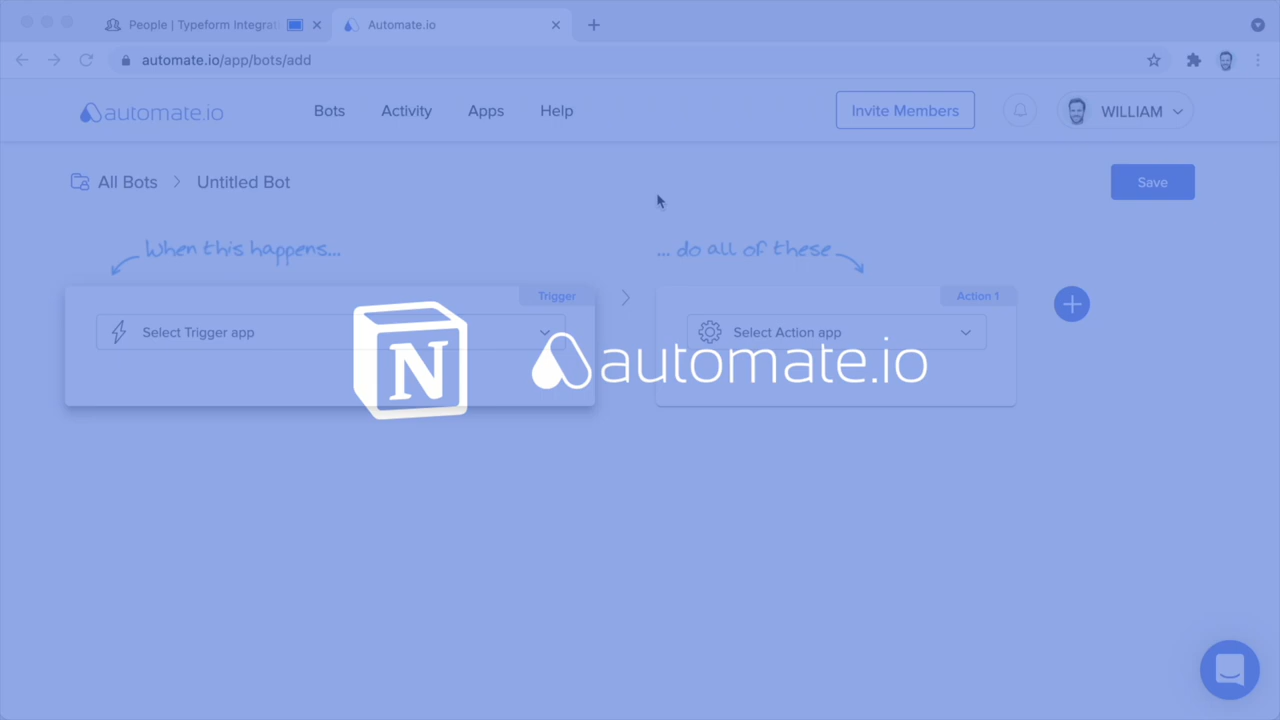 People | Typeform Integrat
Automate.io
automate.io/app/bots/add
automate.io
Bots
Activity
Apps
Help
Invite Members
WILLIAM
All Bots
Untitled Bot
Save
When this happens...
... do all of these
Trigger
Action 1
Select Trigger app
Select Action app
N
automate.io